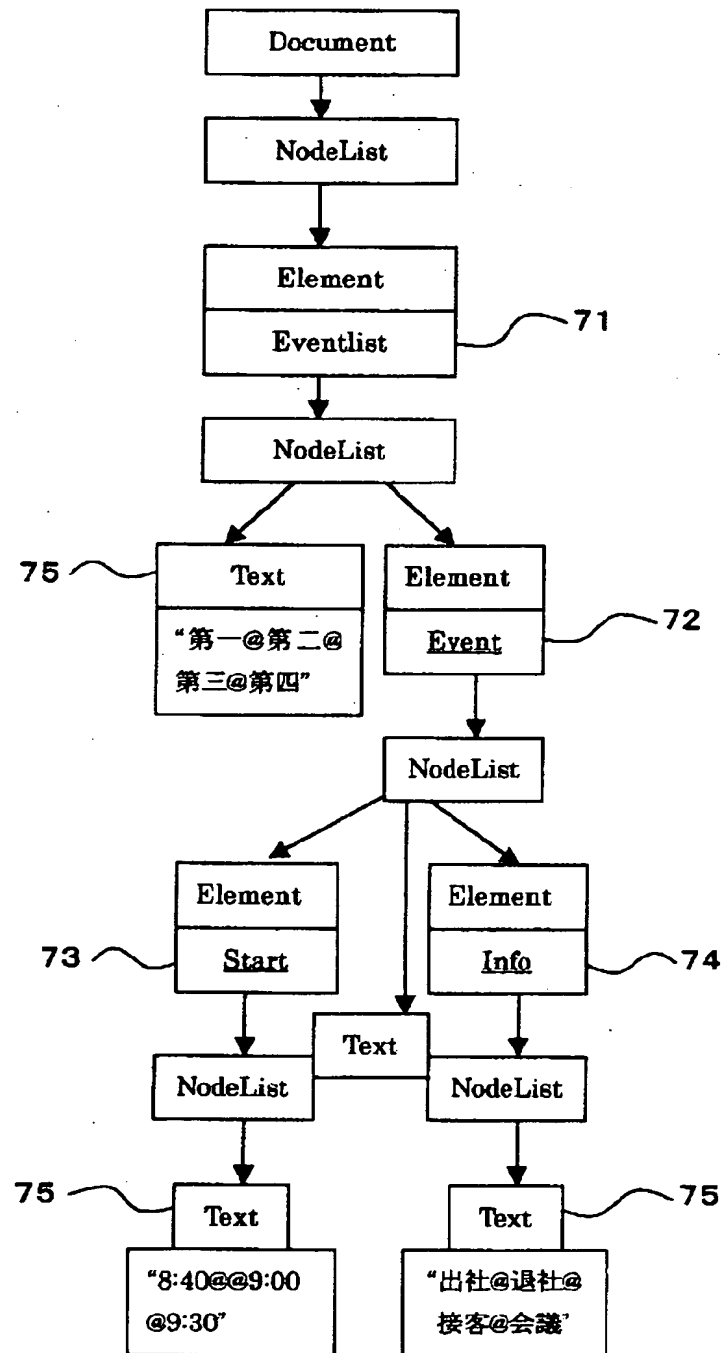 Document
NodeList
Element
Eventlist
71
NodeList
75
Text
"第一@第二@
第三@第四"
Element
Event
72
NodeList
Element
Start
73
Element
Info
74
Text
NodeList
NodeList
75
Text
"8:40@@9:00
@9:30"
Text
75
"出社@退社@
接客@会議"